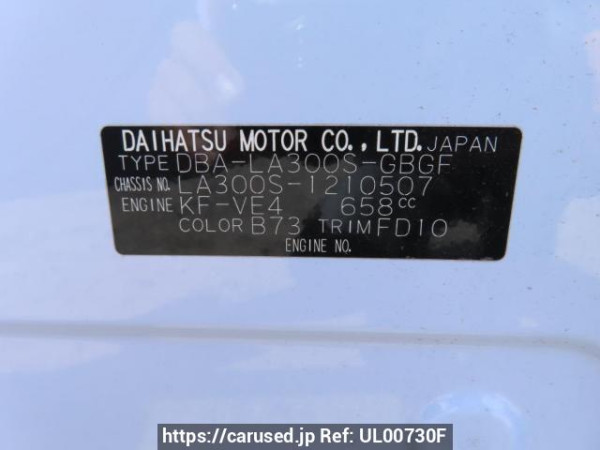 DAIHATSU MOTOR CO., LTD. JAPAN
TYPE DBA-LA300S-GBGF
CHASSIS NO. LA300S-1210507
ENGINE KF-VE4 658cc
COLOR B73 TRIM FD10
ENGINE NO.
https://carused.jp Ref: UL00730F